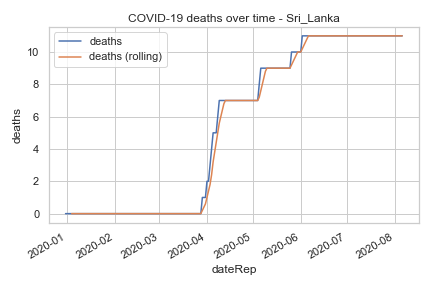 COVID-19 deaths over time - Sri_Lanka
deaths
deaths (rolling)
deaths
10
8
6
4
2
0
2020-01
2020-02
2020-03
2020-04
2020-05
2020-06
2020-07
2020-08
dateRep